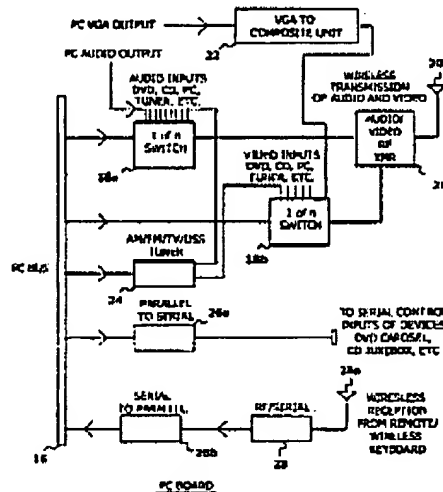 PC VGA OUTPUT
VGA TO
COMPOSITE UNIT
22
PC AUDIO OUTPUT
AUDIO INPUTS
DVD, CD, PC,
TUNER, ETC.
WIRELESS
TRANSMISSION
OF AUDIO AND VIDEO
1 of n
SWITCH
18a
VIDEO INPUTS
DVD, CD, PC,
TUNER, ETC.
AUDIO/
VIDEO
RF
XMR
1 of n
SWITCH
18b
PC BUS
AM/FM/TV/DSS
TUNER
24
PARALLEL
TO SERIAL
26a
TO SERIAL CONTROL
INPUTS OF DEVICES
DVD CAROSEL,
CD JUKEBOX, ETC
28a
SERIAL
TO PARALLEL
26b
RF/SERIAL
28
WIRESLESS
RECEPTION
FROM REMOTE/
WIRELESS
KEYBOARD
16
PC BOARD